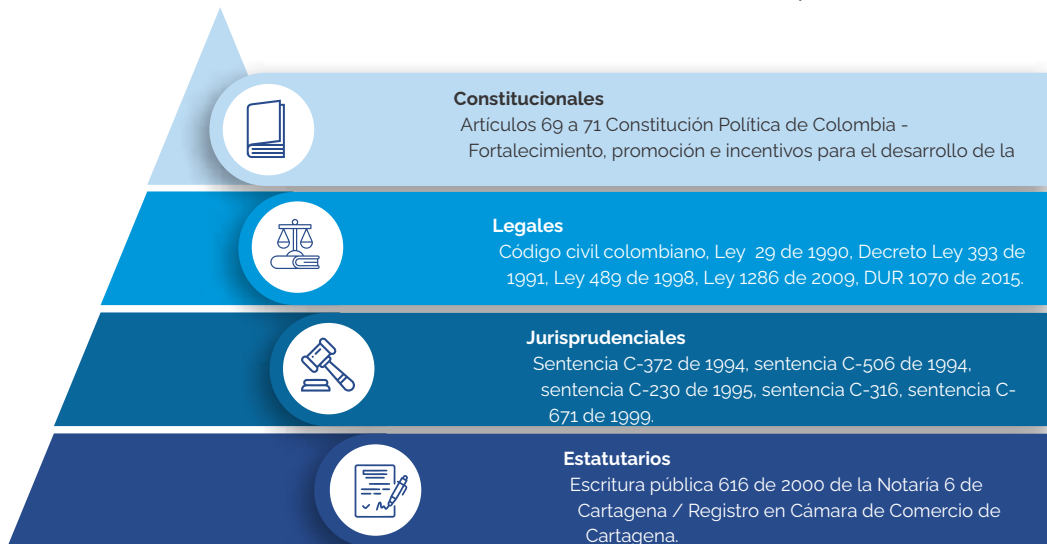 Constitucionales
Artículos 69 a 71 Constitución Política de Colombia -
Fortalecimiento, promoción e incentivos para el desarrollo de la
Legales
Código civil colombiano, Ley 29 de 1990, Decreto Ley 393 de
1991, Ley 489 de 1998, Ley 1286 de 2009, DUR 1070 de 2015.
Jurisprudenciales
Sentencia C-372 de 1994, sentencia C-506 de 1994,
sentencia C-230 de 1995, sentencia C-316, sentencia C-
671 de 1999.
Estatutarios
Escritura pública 616 de 2000 de la Notaría 6 de
Cartagena / Registro en Cámara de Comercio de
Cartagena.